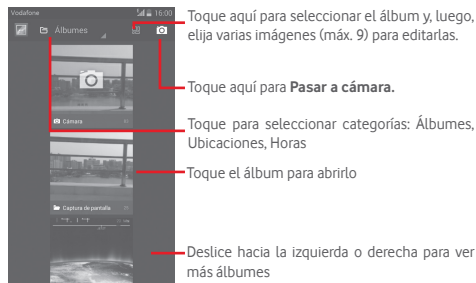 Vodafone 16:00
Álbumes
Cámara
Captura de pantalla
Toque aquí para seleccionar el álbum y, luego,
elija varias imágenes (máx. 9) para editarlas.
Toque aquí para Pasar a cámara.
Toque para seleccionar categorías: Álbumes,
Ubicaciones, Horas
Toque el álbum para abrirlo
Deslice hacia la izquierda o derecha para ver
más álbumes